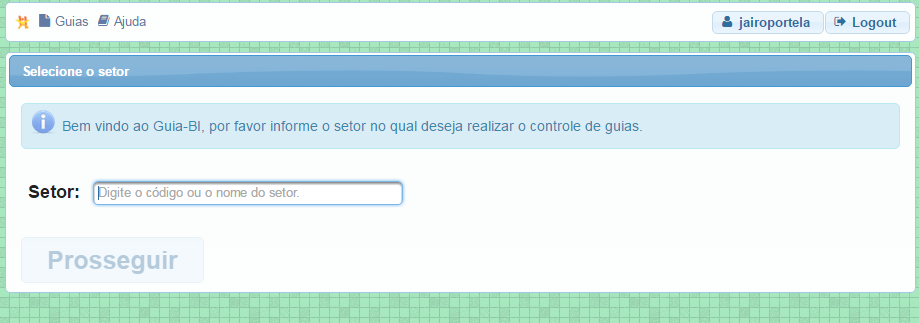 Guias Ajuda jairoportela Logout
Selecione o setor
Bem vindo ao Guia-BI, por favor informe o setor no qual deseja realizar o controle de guias.
Setor: Digite o código ou o nome do setor.
Prosseguir